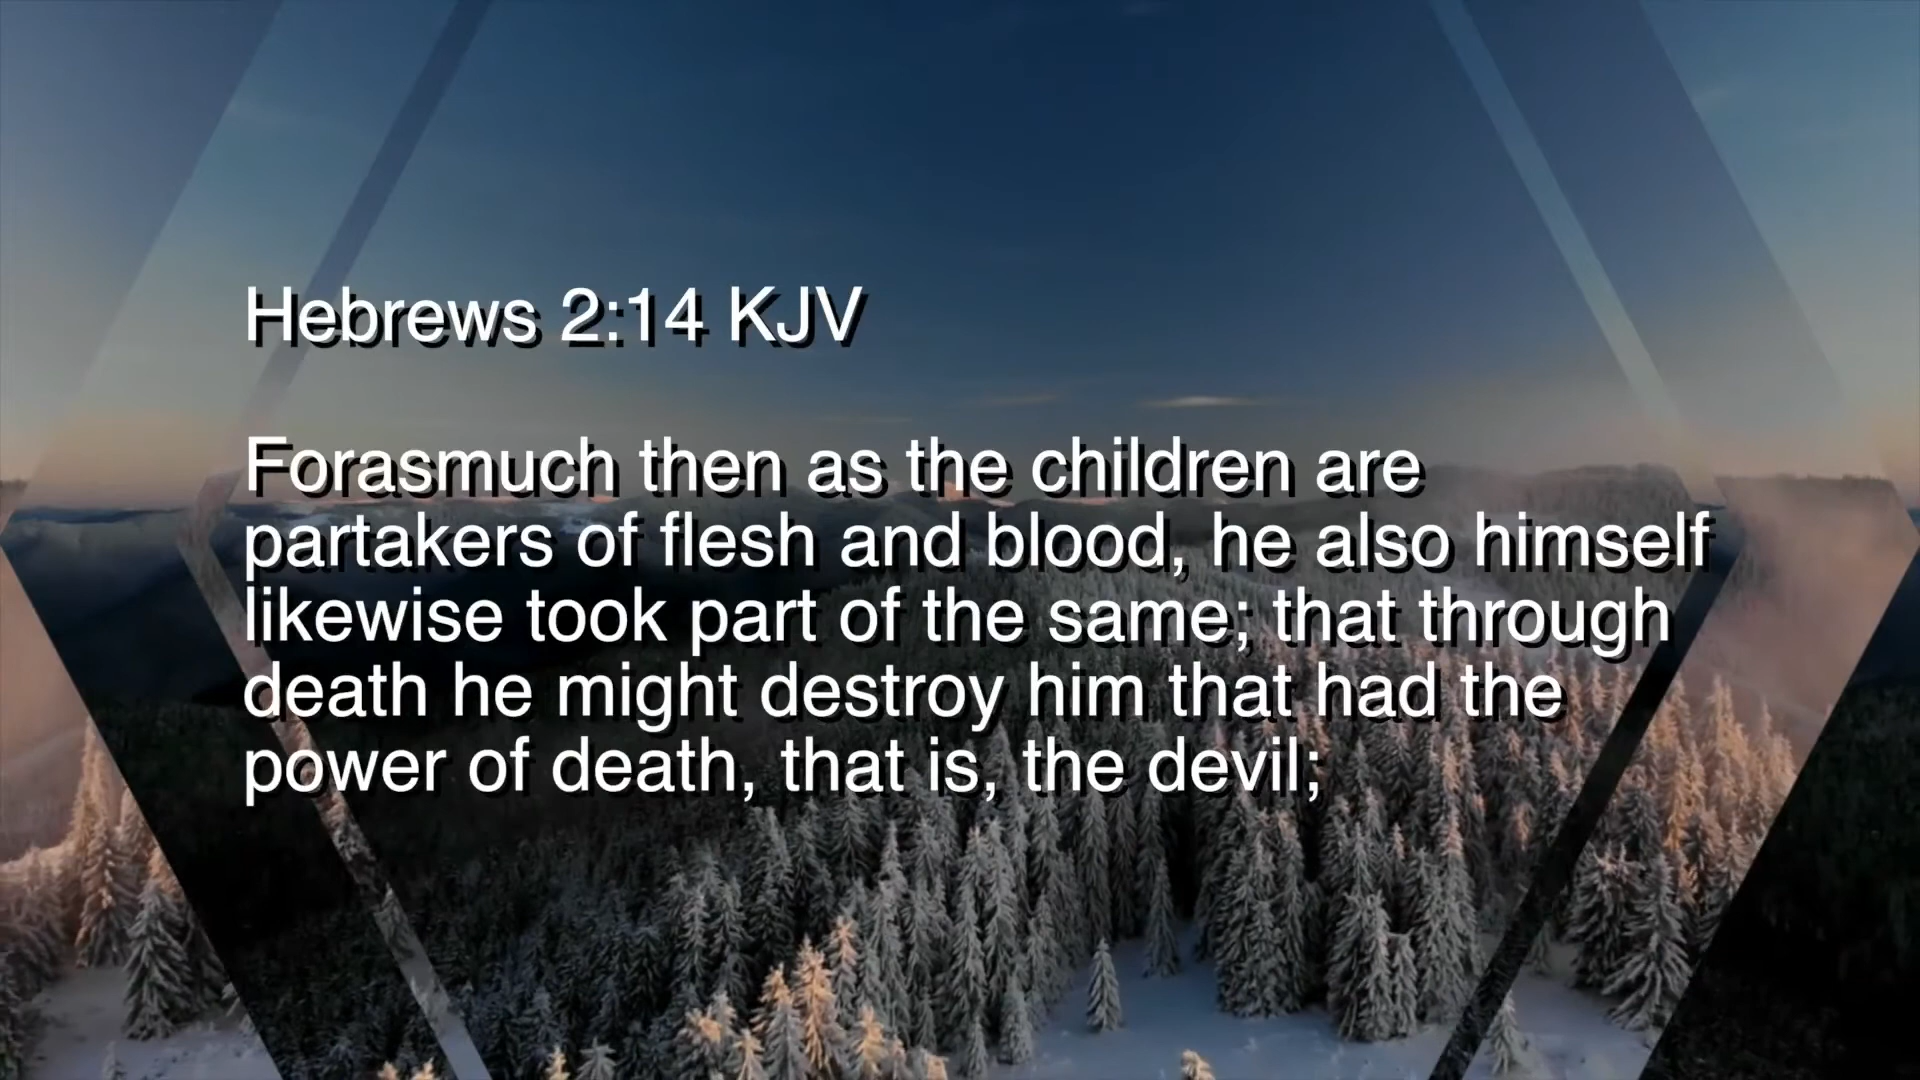 Hebrews 2:14 KJV
Forasmuch then as the children are
partakers of flesh and blood, he also himself
likewise took part of the same; that through
death he might destroy him that had the
power of death, that is, the devil;